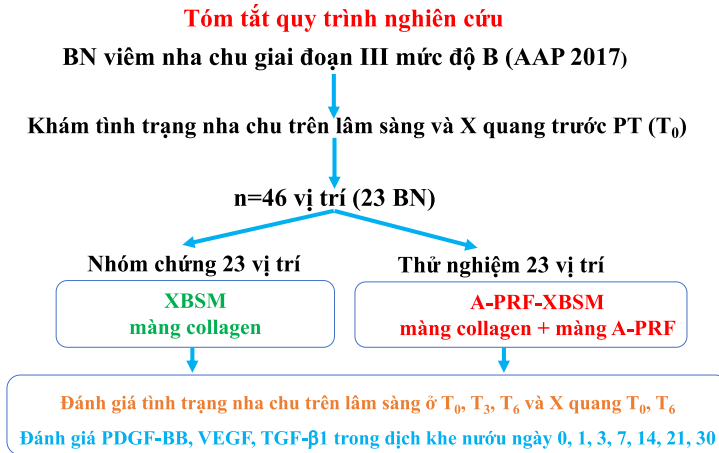 Tóm tắt quy trình nghiên cứu
BN viêm nha chu giai đoạn III mức độ B (AAP 2017)
Khám tình trạng nha chu trên lâm sàng và X quang trước PT (T₀)
n=46 vị trí (23 BN)
Nhóm chứng 23 vị trí
XBSM
màng collagen
Thử nghiệm 23 vị trí
A-PRF-XBSM
màng collagen + màng A-PRF
Đánh giá tình trạng nha chu trên lâm sàng ở T₀, T₃, T₆ và X quang T₀, T₆
Đánh giá PDGF-BB, VEGF, TGF-β1 trong dịch khe nướu ngày 0, 1, 3, 7, 14, 21, 30